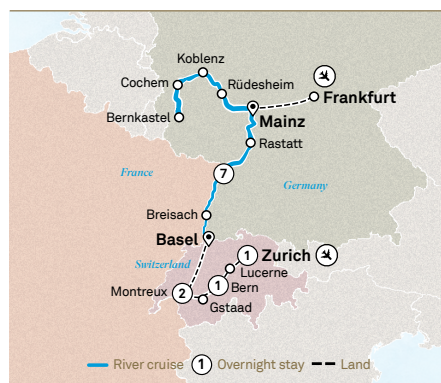 Koblenz
Cochem
Rüdesheim
Frankfurt
Bernkastel
Mainz
Rastatt
France
7
Germany
Breisach
Basel
1 Zurich
Switzerland
Lucerne
1
Bern
Montreux
2
Gstaad
River cruise 1 Overnight stay Land